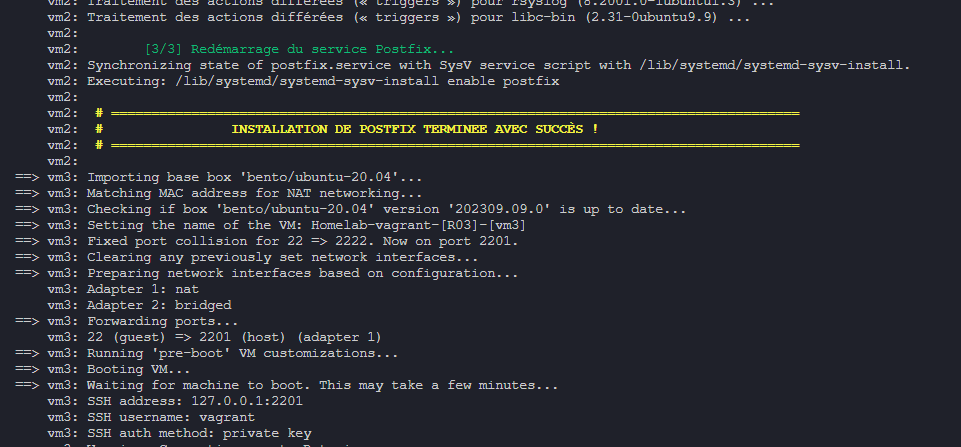 vm2: Traitement des actions différées (« triggers ») pour rsyslog (8.2001.0-1ubuntu1.3) ...
vm2: Traitement des actions différées (« triggers ») pour libc-bin (2.31-0ubuntu9.9) ...
vm2:
vm2: [3/3] Redémarrage du service Postfix...
vm2: Synchronizing state of postfix.service with SysV service script with /lib/systemd/systemd-sysv-install.
vm2: Executing: /lib/systemd/systemd-sysv-install enable postfix
vm2:
vm2: # ======================================================================================
vm2: # INSTALLATION DE POSTFIX TERMINEE AVEC SUCCÈS !
vm2: # ======================================================================================
vm2:
==> vm3: Importing base box 'bento/ubuntu-20.04'...
==> vm3: Matching MAC address for NAT networking...
==> vm3: Checking if box 'bento/ubuntu-20.04' version '202309.09.0' is up to date...
==> vm3: Setting the name of the VM: Homelab-vagrant-[R03]-[vm3]
==> vm3: Fixed port collision for 22 => 2222. Now on port 2201.
==> vm3: Clearing any previously set network interfaces...
==> vm3: Preparing network interfaces based on configuration...
vm3: Adapter 1: nat
vm3: Adapter 2: bridged
==> vm3: Forwarding ports...
vm3: 22 (guest) => 2201 (host) (adapter 1)
==> vm3: Running 'pre-boot' VM customizations...
==> vm3: Booting VM...
==> vm3: Waiting for machine to boot. This may take a few minutes...
vm3: SSH address: 127.0.0.1:2201
vm3: SSH username: vagrant
vm3: SSH auth method: private key